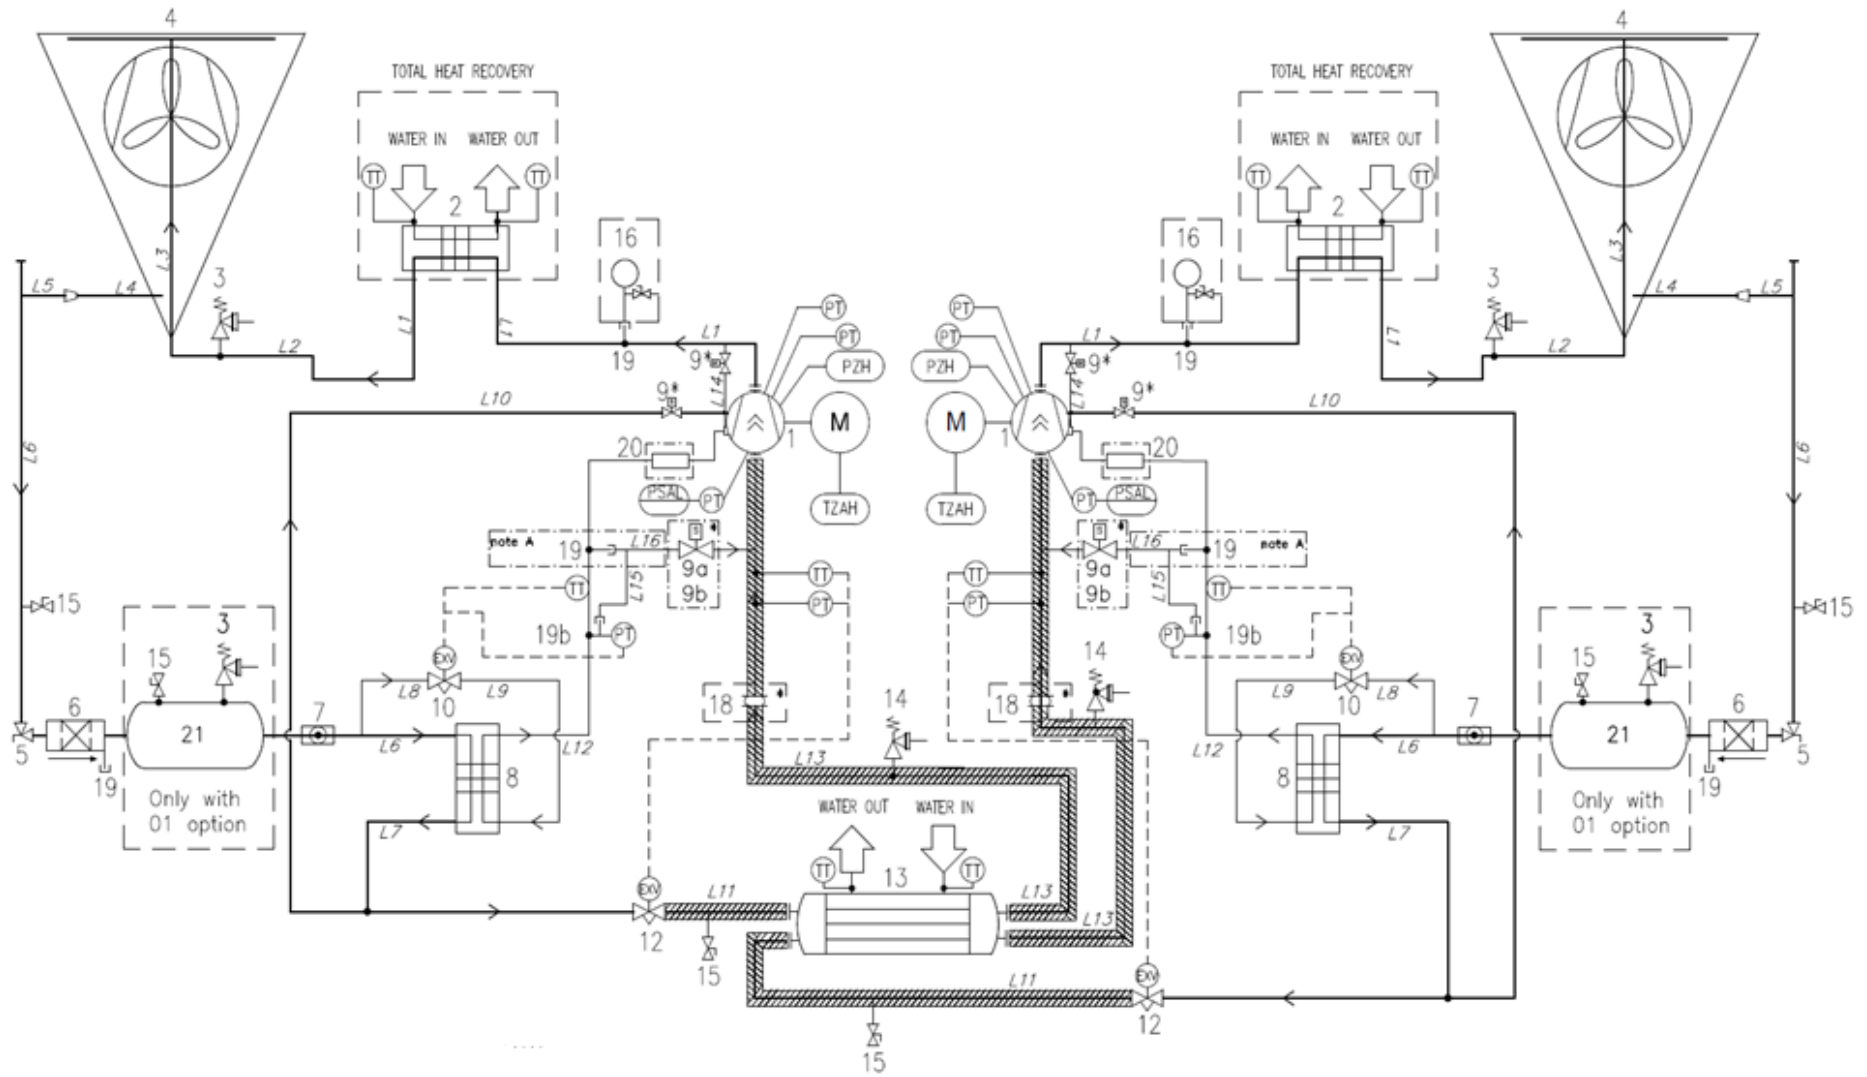 4
4
TOTAL HEAT RECOVERY
TOTAL HEAT RECOVERY
WATER IN WATER OUT
WATER IN WATER OUT
TT TT
TT TT
2
2
16
16
L3
L3
3
3
L5 L4
L4 L5
PT
PT
L1
L7
L1
PT
PT
L1
L7
L2
L2
19
19
9*
9*
PZH
PZH
L14
L14
9*
9*
L10
L10
1
M
M
1
20
20
L6
L6
PSAL PT
PT PSAL
TZAH
TZAH
note A
19
L16
L16
19
note A
S
S
9a
9a
9b
9b
L15
L15
TT
TT
TT
TT
PT
PT
15
15
3
3
19b PT
PT 19b
15
15
EXV
EXV
14
L8 L9
L9 L8
10
10
6
6
7
7
18
14
18
21
21
5
5
L6
L12
L12
L6
L13
19
8
8
19
Only with
01 option
Only with
01 option
WATER OUT WATER IN
L7
L7
TT
13
TT
EXV
L11
L13
L13
12
15
EXV
L11
12
15